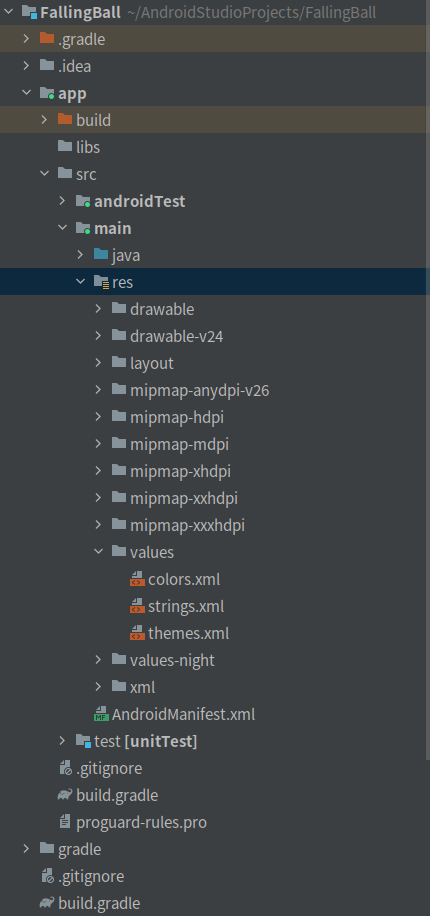 FallingBall ~/AndroidStudioProjects/FallingBall
.gradle
.idea
app
build
libs
src
androidTest
main
java
res
drawable
drawable-v24
layout
mipmap-anydpi-v26
mipmap-hdpi
mipmap-mdpi
mipmap-xhdpi
mipmap-xxhdpi
mipmap-xxxhdpi
values
colors.xml
strings.xml
themes.xml
values-night
xml
MF AndroidManifest.xml
test [unitTest]
.gitignore
build.gradle
proguard-rules.pro
gradle
.gitignore
build.gradle